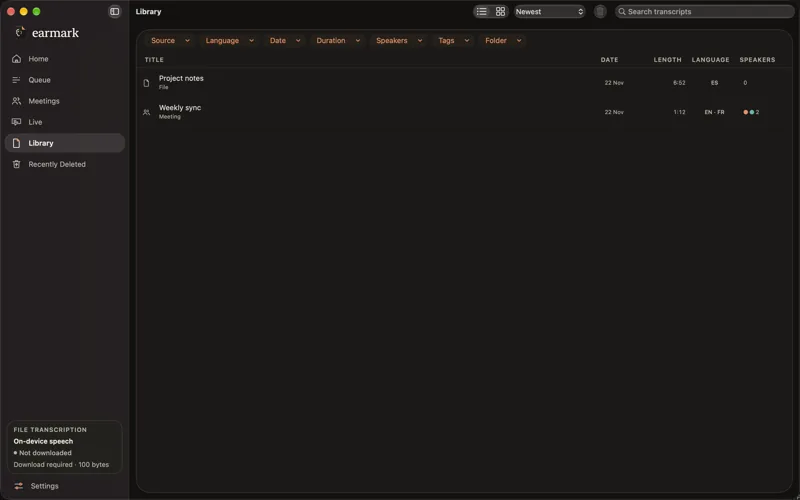 Library
Newest
Search transcripts
earmark
Home
Queue
Meetings
Live
Library
Recently Deleted
Source
Language
Date
Duration
Speakers
Tags
Folder
TITLE DATE LENGTH LANGUAGE SPEAKERS
Project notes
File
22 Nov 6:52 ES 0
Weekly sync
Meeting
22 Nov 1:12 EN · FR 2
FILE TRANSCRIPTION
On-device speech
Not downloaded
Download required · 100 bytes
Settings